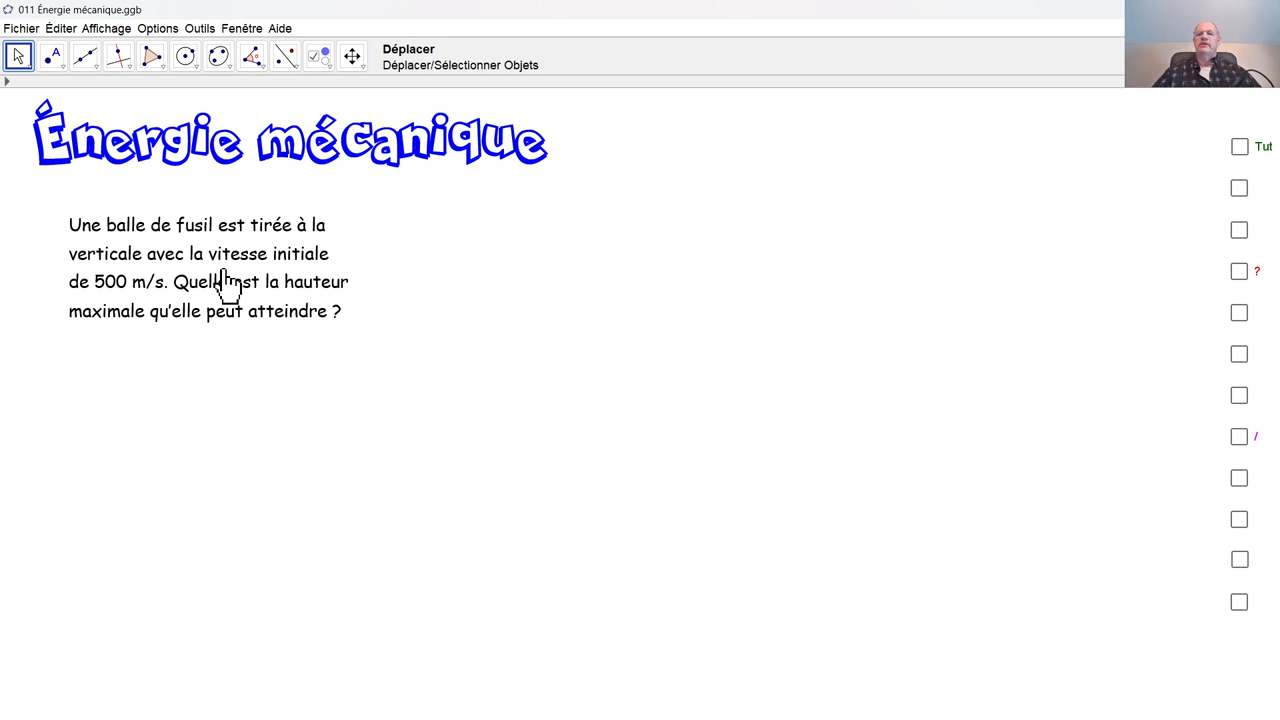 011 Énergie mécanique.ggb
Fichier Éditer Affichage Options Outils Fenêtre Aide
Déplacer
Déplacer/Sélectionner Objets
Énergie mécanique
Tut
Une balle de fusil est tirée à la
verticale avec la vitesse initiale
de 500 m/s. Quelle est la hauteur
maximale qu'elle peut atteindre ?
?
/